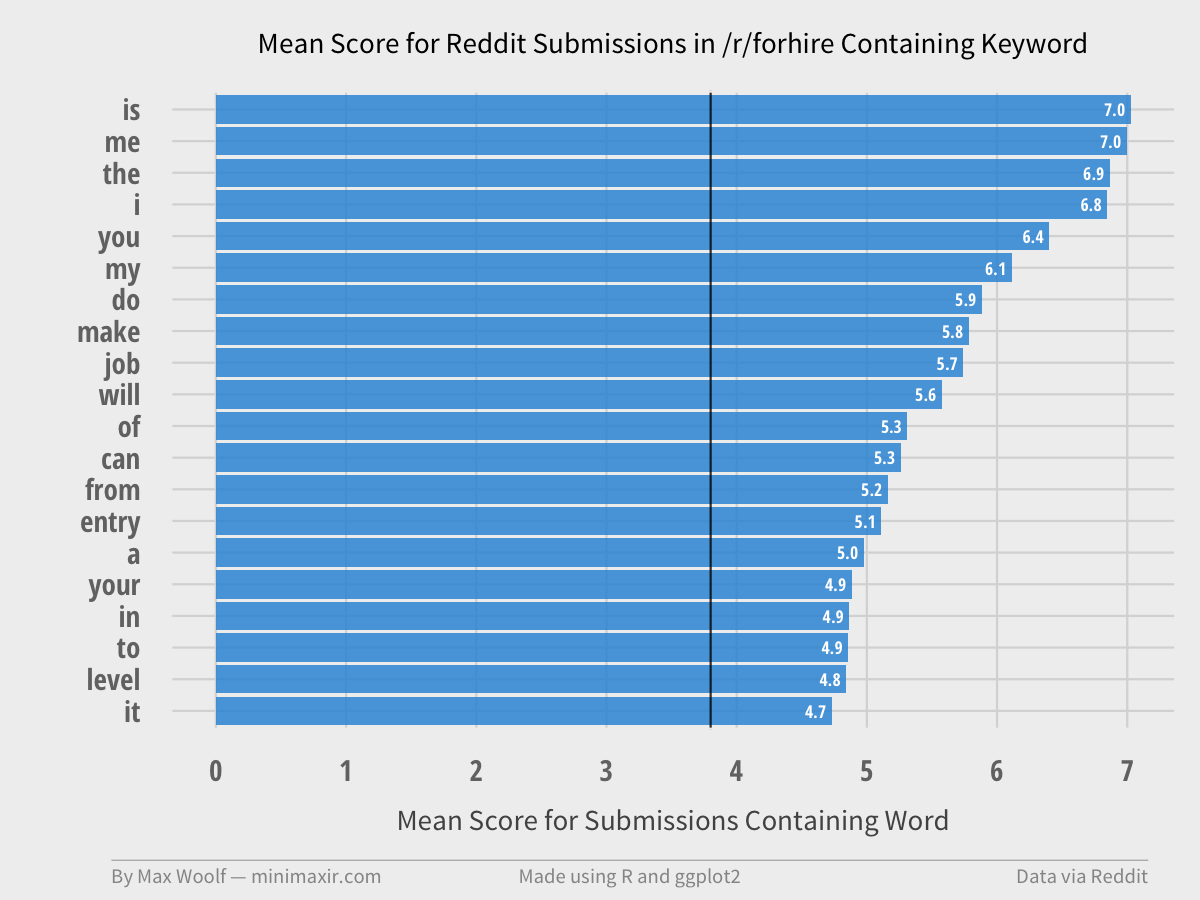 Mean Score for Reddit Submissions in /r/forhire Containing Keyword
is 7.0
me 7.0
the 6.9
i 6.8
you 6.4
my 6.1
do 5.9
make 5.8
job 5.7
will 5.6
of 5.3
can 5.3
from 5.2
entry 5.1
a 5.0
your 4.9
in 4.9
to 4.9
level 4.8
it 4.7
0 1 2 3 4 5 6 7
Mean Score for Submissions Containing Word
By Max Woolf — minimaxir.com Made using R and ggplot2 Data via Reddit